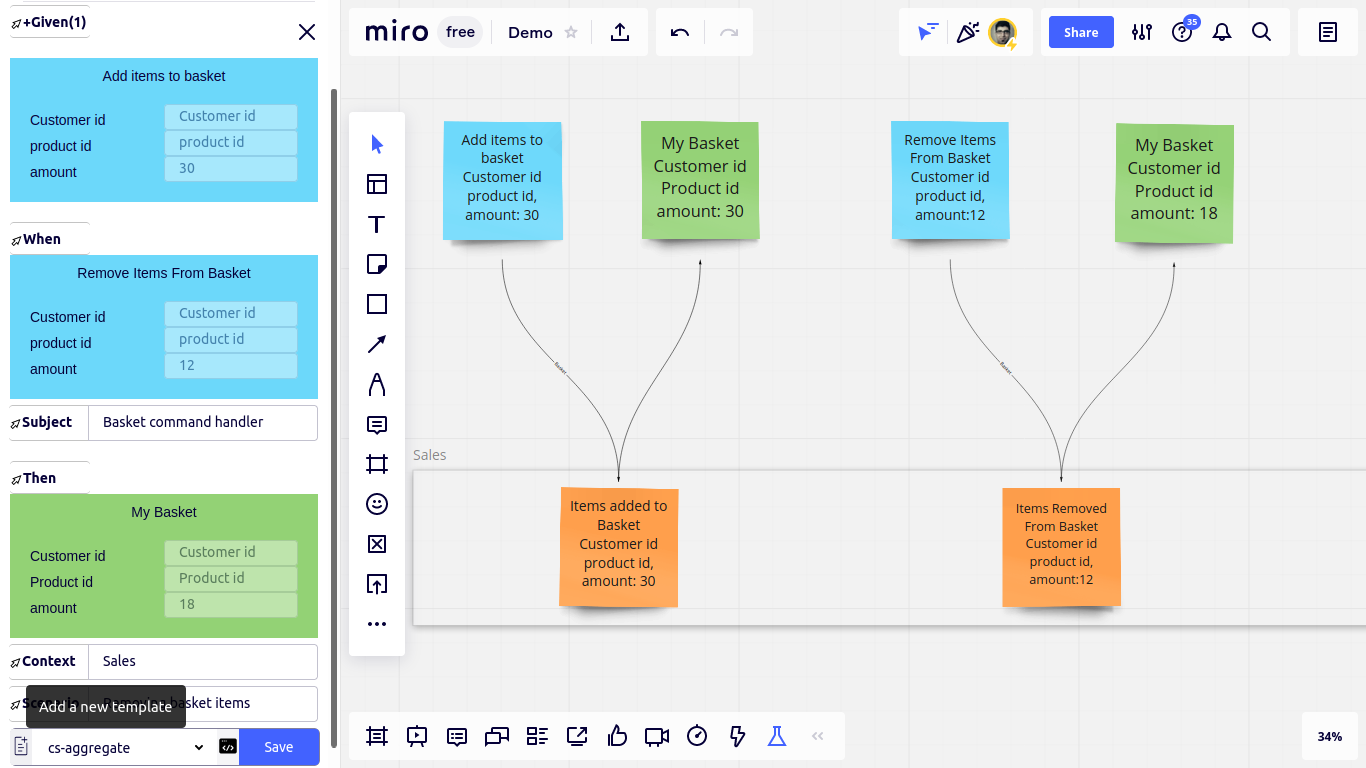 +Given(1)
Add items to basket
Customer id
Customer id
product id
product id
amount
30
When
Remove Items From Basket
Customer id
Customer id
product id
product id
amount
12
Subject
Basket command handler
Then
My Basket
Customer id
Customer id
Product id
Product id
amount
18
Context
Sales
basket items
Add a new template
cs-aggregate
Save
miro
free
Demo
Share
35
Add items to
basket
Customer id
product id,
amount: 30
My Basket
Customer id
Product id
amount: 30
Remove Items
From Basket
Customer id
product id,
amount:12
My Basket
Customer id
Product id
amount: 18
Basket
Basket
Sales
Items added to
Basket
Customer id
product id,
amount: 30
Items Removed
From Basket
Customer id
product id,
amount:12
34%